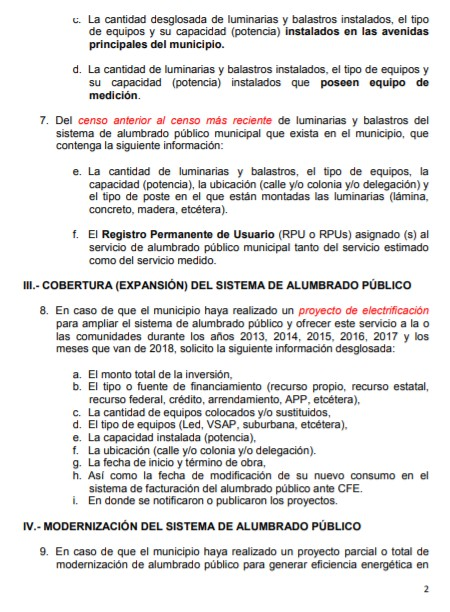 c. La cantidad desglosada de luminarias y balastros instalados, el tipo
de equipos y su capacidad (potencia) instalados en las avenidas
principales del municipio.
d. La cantidad de luminarias y balastros instalados, el tipo de equipos y
su capacidad (potencia) instalados que poseen equipo de
medición.
7. Del censo anterior al censo más reciente de luminarias y balastros del
sistema de alumbrado público municipal que exista en el municipio, que
contenga la siguiente información:
e. La cantidad de luminarias y balastros, el tipo de equipos, la
capacidad (potencia), la ubicación (calle y/o colonia y/o delegación) y
el tipo de poste en el que están montadas las luminarias (lámina,
concreto, madera, etcétera).
f. El Registro Permanente de Usuario (RPU o RPUs) asignado (s) al
servicio de alumbrado público municipal tanto del servicio estimado
como del servicio medido.
III.- COBERTURA (EXPANSIÓN) DEL SISTEMA DE ALUMBRADO PÚBLICO
8. En caso de que el municipio haya realizado un proyecto de electrificación
para ampliar el sistema de alumbrado público y ofrecer este servicio a la o
las comunidades durante los años 2013, 2014, 2015, 2016, 2017 y los
meses que van de 2018, solicito la siguiente información desglosada:
a. El monto total de la inversión,
b. El tipo o fuente de financiamiento (recurso propio, recurso estatal,
recurso federal, crédito, arrendamiento, APP, etcétera),
c. La cantidad de equipos colocados y/o sustituidos,
d. El tipo de equipos (Led, VSAP, suburbana, etcétera),
e. La capacidad instalada (potencia),
f. La ubicación (calle y/o colonia y/o delegación).
g. La fecha de inicio y término de obra,
h. Así como la fecha de modificación de su nuevo consumo en el
sistema de facturación del alumbrado público ante CFE.
i. En donde se notificaron o publicaron los proyectos.
IV.- MODERNIZACIÓN DEL SISTEMA DE ALUMBRADO PÚBLICO
9. En caso de que el municipio haya realizado un proyecto parcial o total de
modernización de alumbrado público para generar eficiencia energética en
2